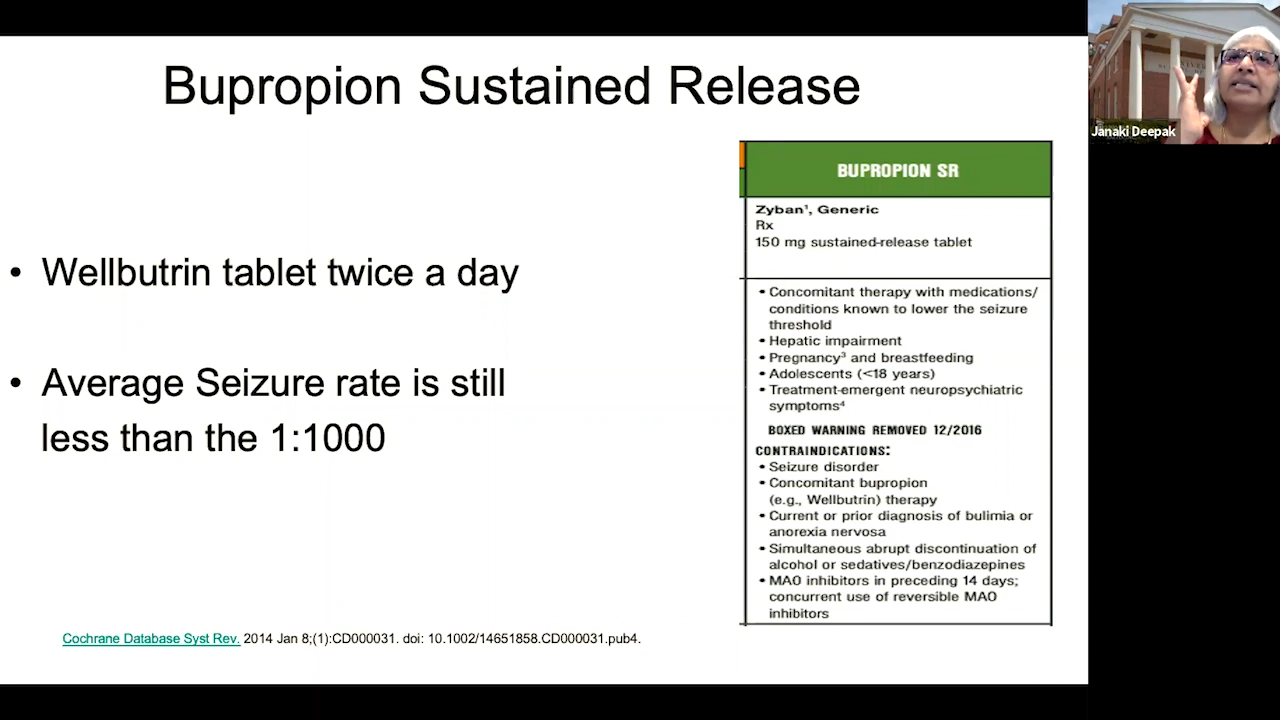 Bupropion Sustained Release
• Wellbutrin tablet twice a day
• Average Seizure rate is still
less than the 1:1000
BUPROPION SR
Zyban¹, Generic
Rx
150 mg sustained-release tablet
• Concomitant therapy with medications/
conditions known to lower the seizure
threshold
• Hepatic impairment
• Pregnancy³ and breastfeeding
• Adolescents (<18 years)
• Treatment-emergent neuropsychiatric
symptoms⁴
BOXED WARNING REMOVED 12/2016
CONTRAINDICATIONS:
• Seizure disorder
• Concomitant bupropion
(e.g., Wellbutrin) therapy
• Current or prior diagnosis of bulimia or
anorexia nervosa
• Simultaneous abrupt discontinuation of
alcohol or sedatives/benzodiazepines
• MAO inhibitors in preceding 14 days;
concurrent use of reversible MAO
inhibitors
Cochrane Database Syst Rev. 2014 Jan 8;(1):CD000031. doi: 10.1002/14651858.CD000031.pub4.
Janaki Deepak